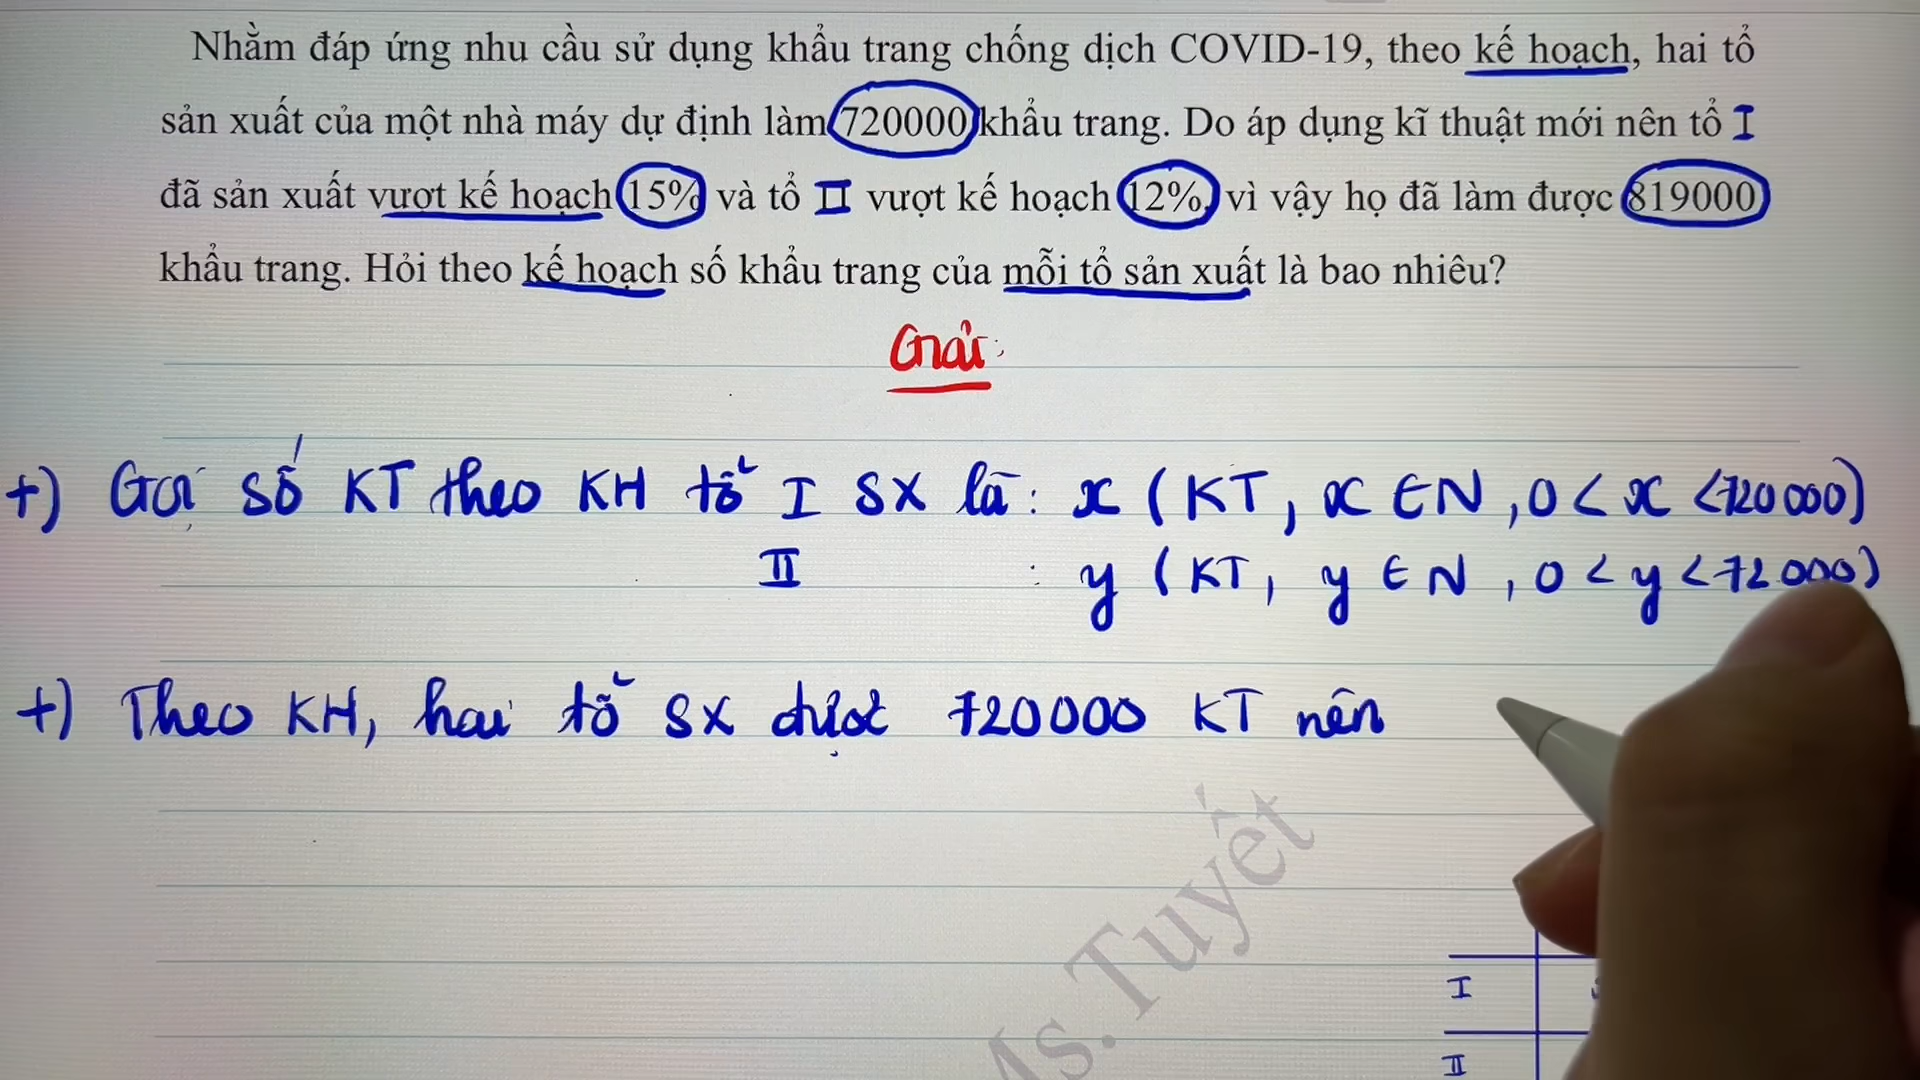 Nhằm đáp ứng nhu cầu sử dụng khẩu trang chống dịch COVID-19, theo kế hoạch, hai tổ
sản xuất của một nhà máy dự định làm 720000 khẩu trang. Do áp dụng kĩ thuật mới nên tổ I
đã sản xuất vượt kế hoạch 15% và tổ II vượt kế hoạch 12%, vì vậy họ đã làm được 819000
khẩu trang. Hỏi theo kế hoạch số khẩu trang của mỗi tổ sản xuất là bao nhiêu?
Giải:
+) Gọi số KT theo KH tổ I SX là: x (KT, x ∈ N, 0 < x < 720000)
II : y (KT, y ∈ N, 0 < y < 72000)
+) Theo KH, hai tổ SX được 720000 KT nên
Ms.Tuyết
I
II